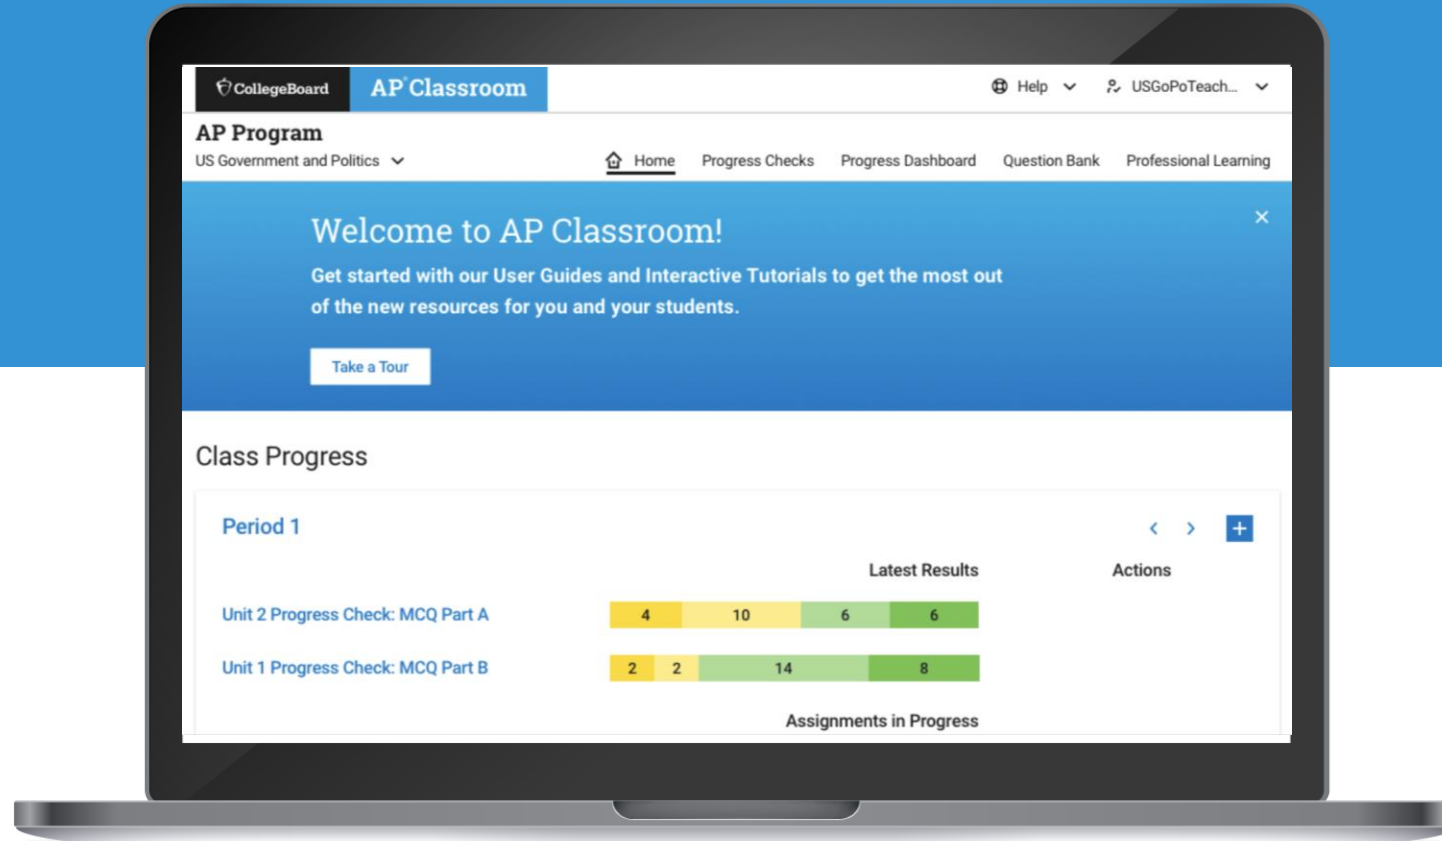 CollegeBoard
AP® Classroom
Help
USGoPoTeach...
AP Program
US Government and Politics
Home
Progress Checks
Progress Dashboard
Question Bank
Professional Learning
Welcome to AP Classroom!
Get started with our User Guides and Interactive Tutorials to get the most out
of the new resources for you and your students.
Take a Tour
Class Progress
Period 1
Latest Results
Actions
Unit 2 Progress Check: MCQ Part A
4 10 6 6
Unit 1 Progress Check: MCQ Part B
2 2 14 8
Assignments in Progress